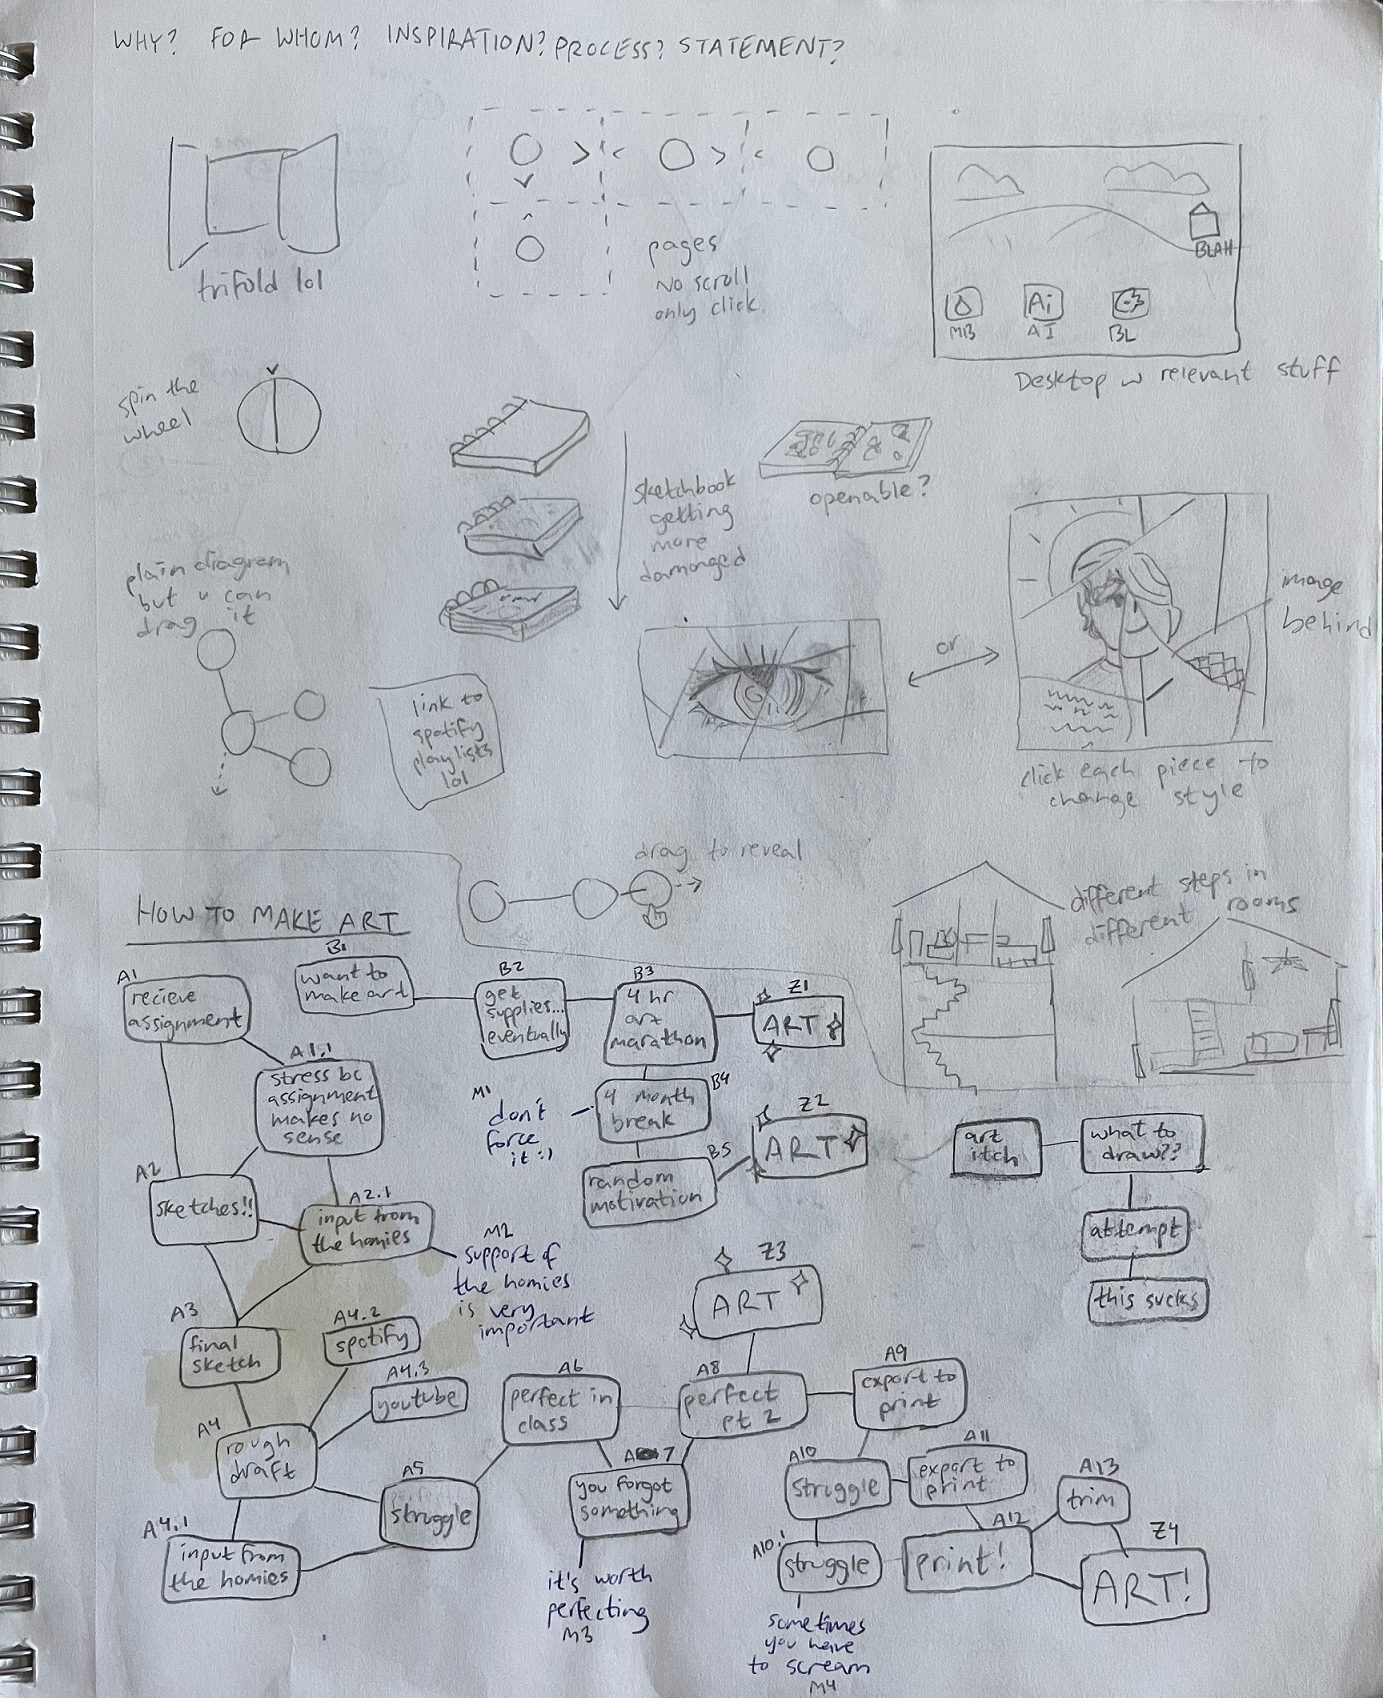 WHY? FOR WHOM? INSPIRATION? PROCESS? STATEMENT?
trifold lol
pages
No scroll
only click.
BLAH
MB
Ai
AI
BL
Desktop w relevant stuff
spin the
wheel
sketchbook
getting
more
damanged
openable?
plain diagram
but u can
drag it
link to
spotify
playlists
lol
or
image
behind
click each piece to
change style
drag to reveal
different steps in
different rooms
HOW TO MAKE ART
A1
recieve
assignment
B1
want to
make art
B2
get
supplies...
eventually
B3
4 hr
art
marathon
Z1
ART
A1.1
stress bc
assignment
makes no
sense
M1
don't
force
it :)
4 month
break
B4
random
motivation
B5
Z2
ART
art
itch
what to
draw??
attempt
this sucks
A2
sketches!!
A2.1
input from
the homies
M2
support of
the homies
is very
important
Z3
ART
A3
final
sketch
A4.2
spotify
A4.3
youtube
A4
rough
draft
A4.1
input from
the homies
A5
struggle
A6
perfect in
class
A7
you forgot
something
it's worth
perfecting
M3
A8
perfect
pt 2
A9
export to
print
A10
struggle
A10.1
struggle
sometimes
you have
to scream
M4
A11
export to
print
A12
print!
A13
trim
Z4
ART!